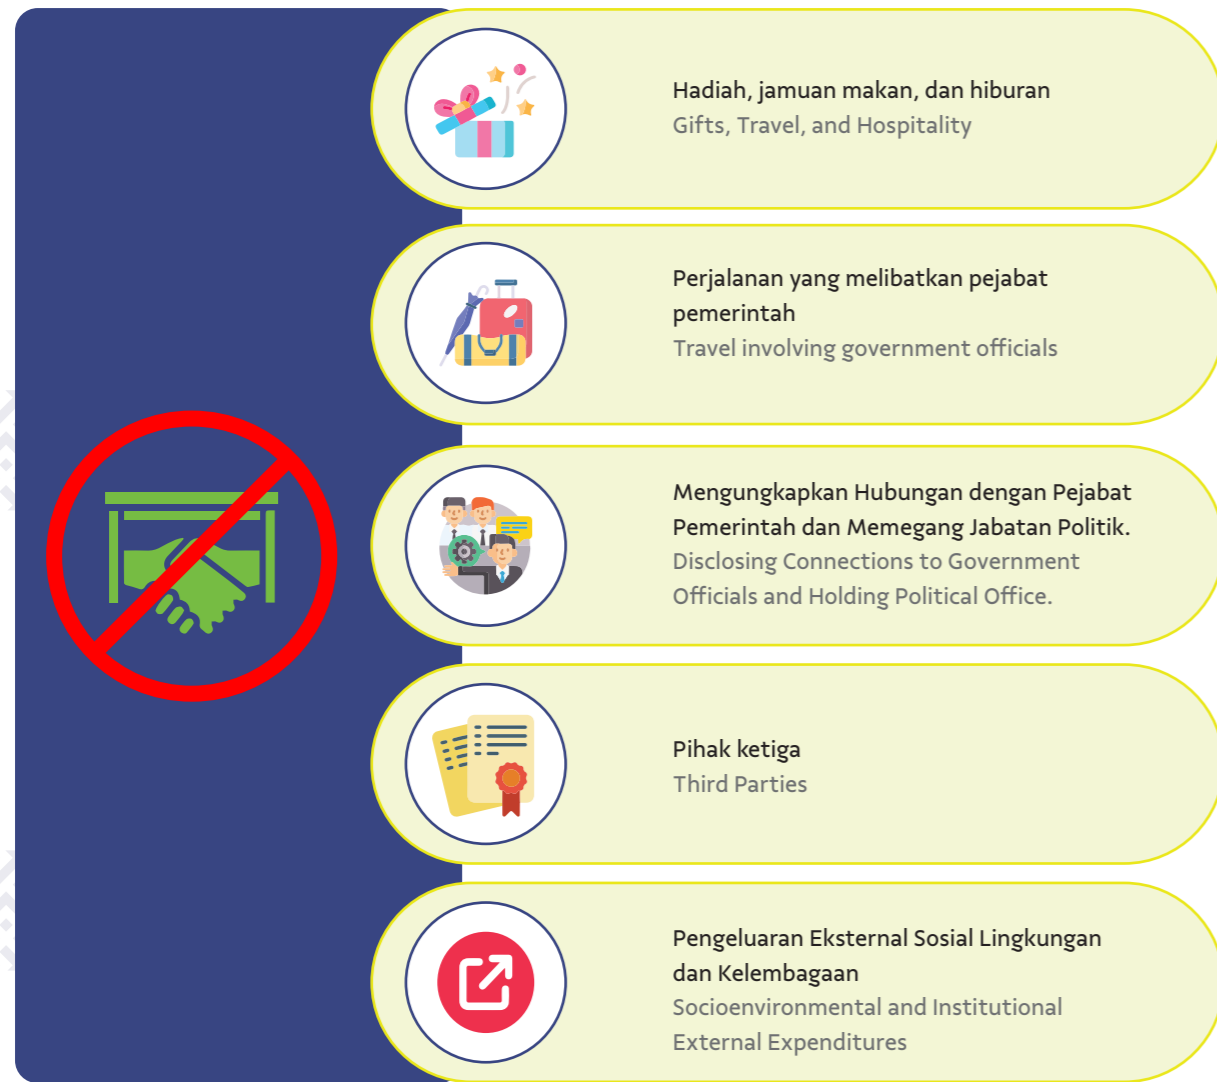 Hadiah, jamuan makan, dan hiburan
Gifts, Travel, and Hospitality
Perjalanan yang melibatkan pejabat
pemerintah
Travel involving government officials
Mengungkapkan Hubungan dengan Pejabat
Pemerintah dan Memegang Jabatan Politik.
Disclosing Connections to Government
Officials and Holding Political Office.
Pihak ketiga
Third Parties
Pengeluaran Eksternal Sosial Lingkungan
dan Kelembagaan
Socioenvironmental and Institutional
External Expenditures